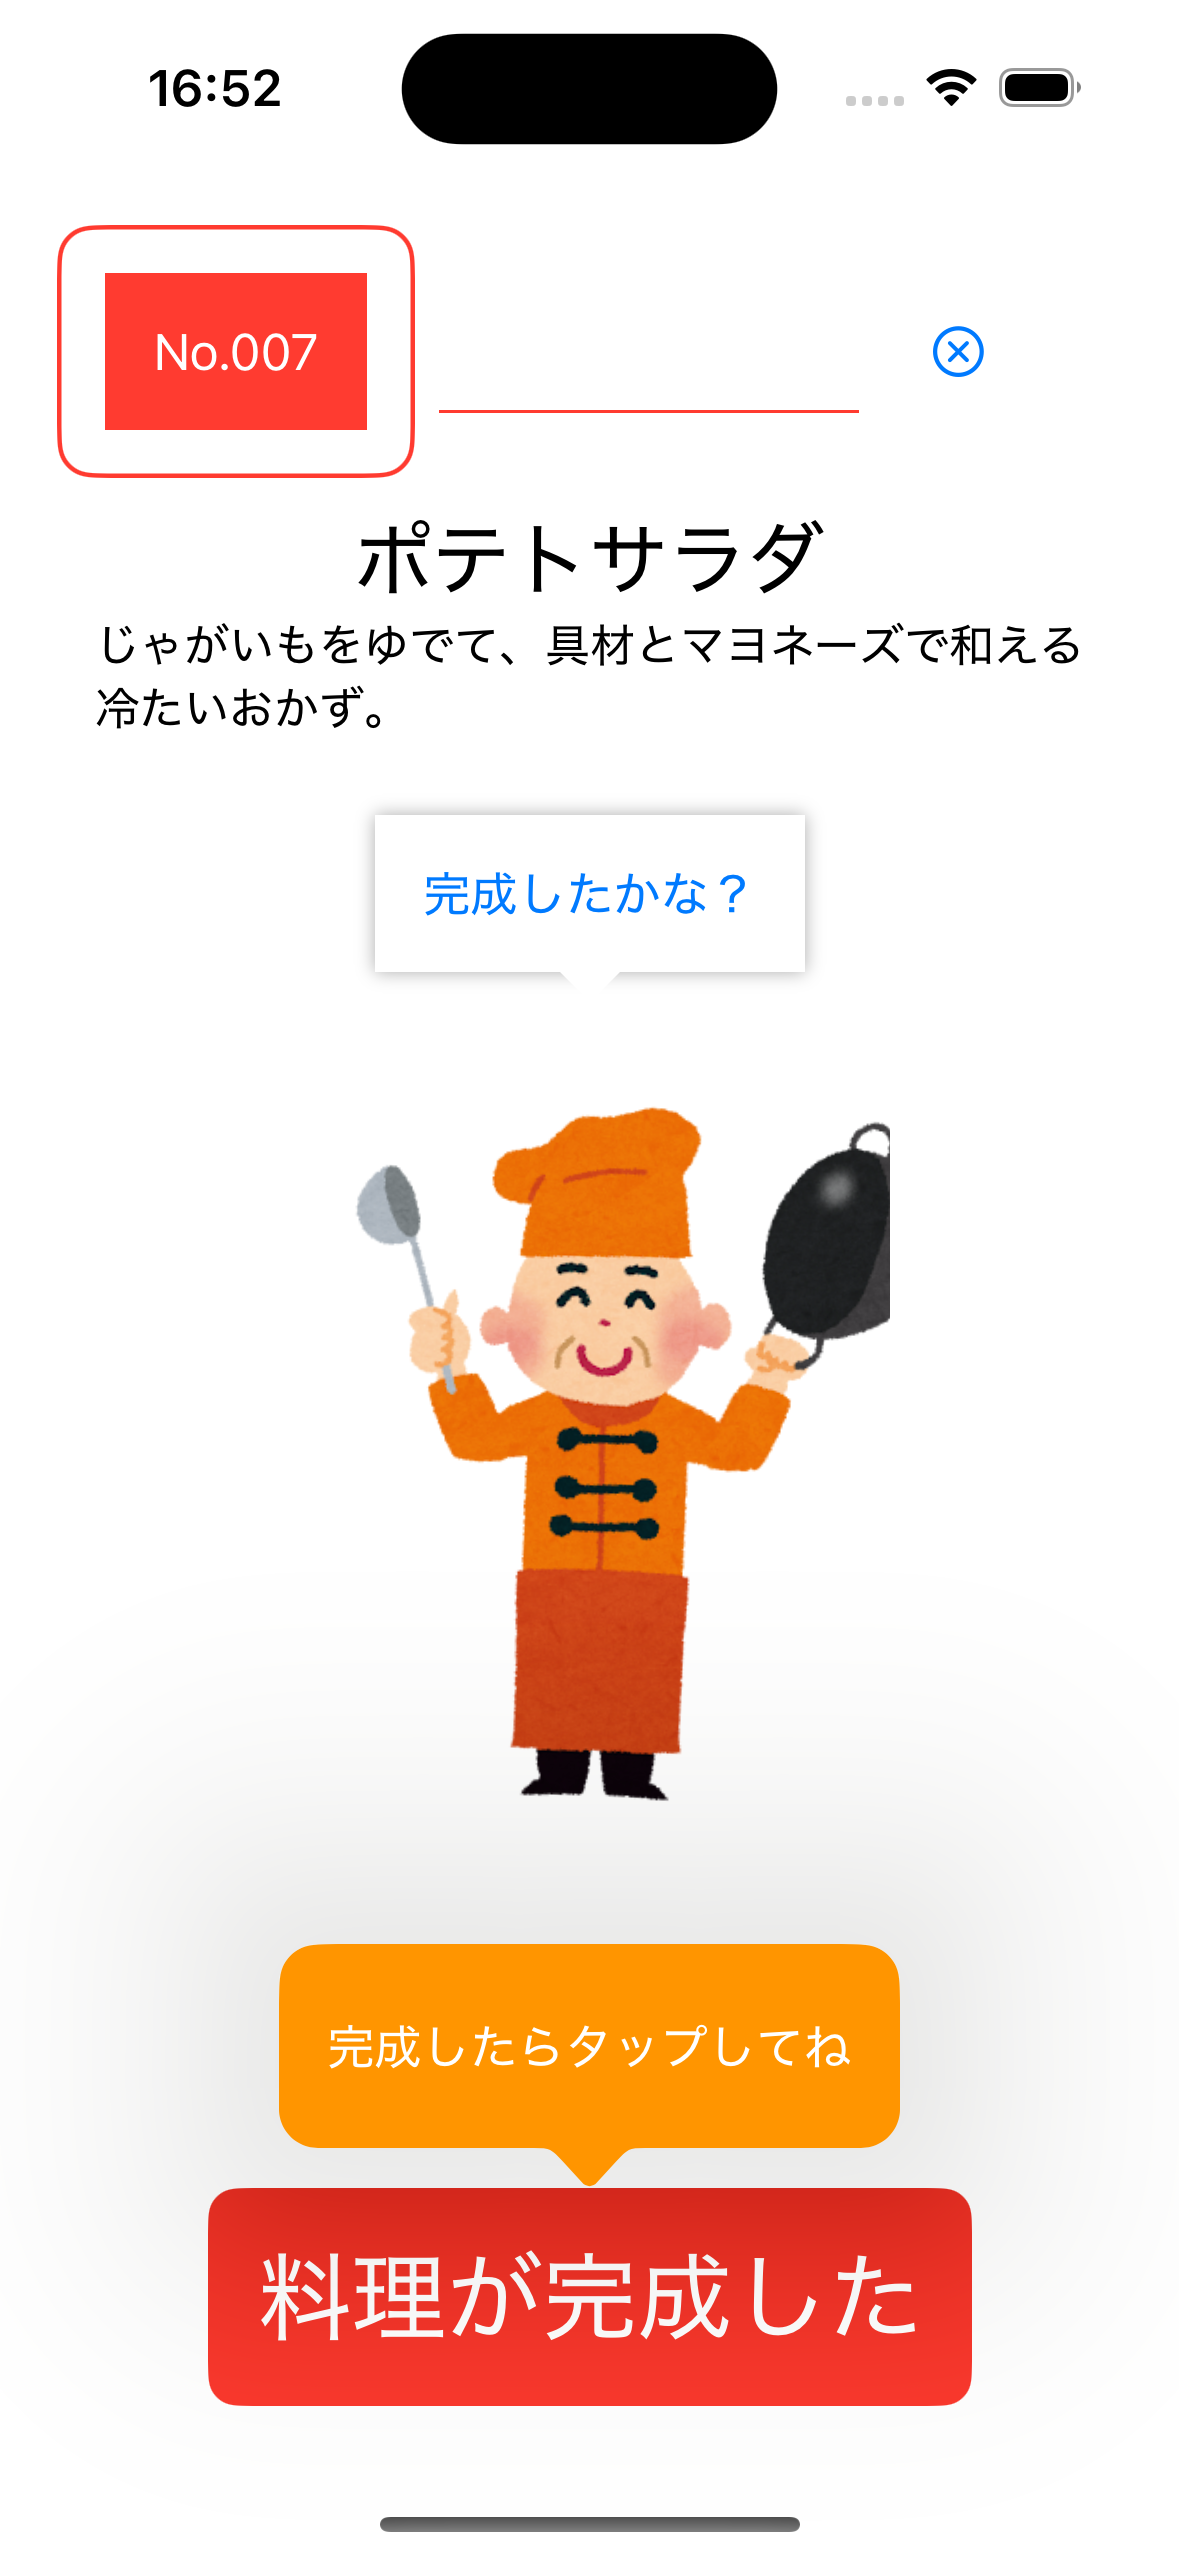 16:52
No.007
ポテトサラダ
じゃがいもをゆでて、具材とマヨネーズで和える
冷たいおかず。
完成したかな？
完成したらタップしてね
料理が完成した